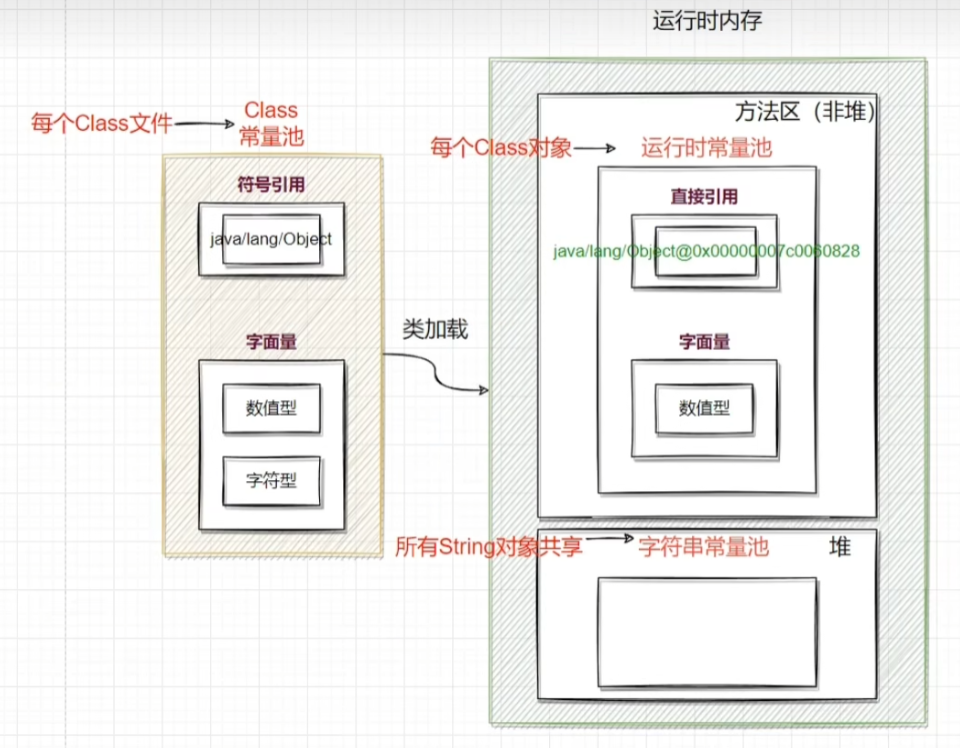 运行时内存
每个Class文件
Class
常量池
符号引用
java/lang/Object
字面量
数值型
字符型
类加载
方法区（非堆）
每个Class对象
运行时常量池
直接引用
java/lang/Object@0x00000007c0060828
字面量
数值型
所有String对象共享
字符串常量池
堆